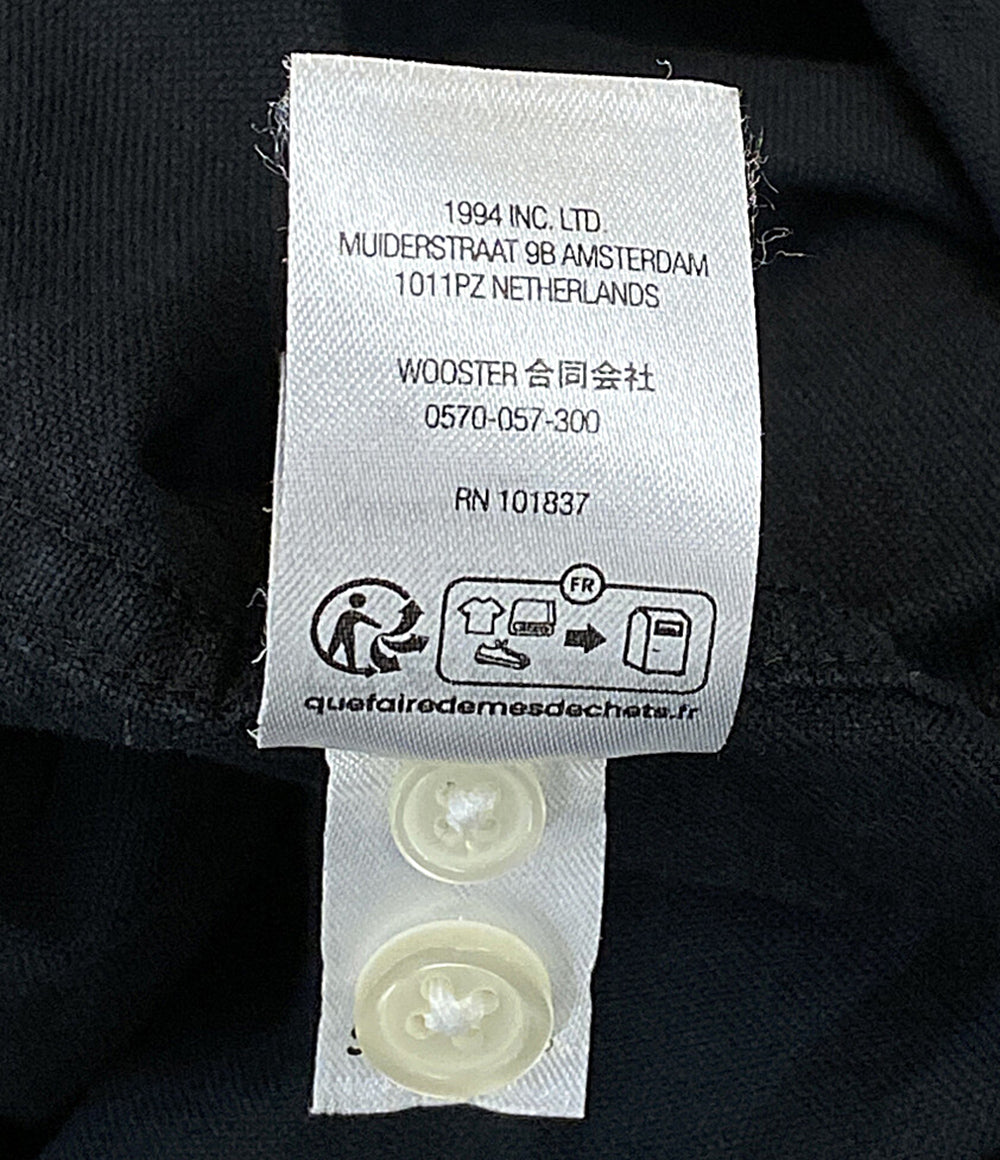 1994 INC. LTD.
MUIDERSTRAAT 9B AMSTERDAM
1011PZ NETHERLANDS
WOOSTER 合同会社
0570-057-300
RN 101837
FR
quefairedemesdechets.fr